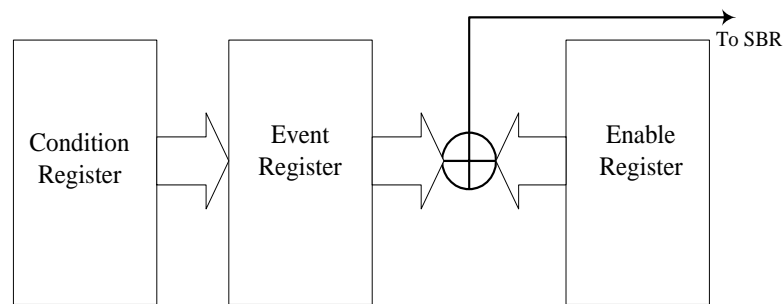 To SBR
Condition
Register
Event
Register
Enable
Register